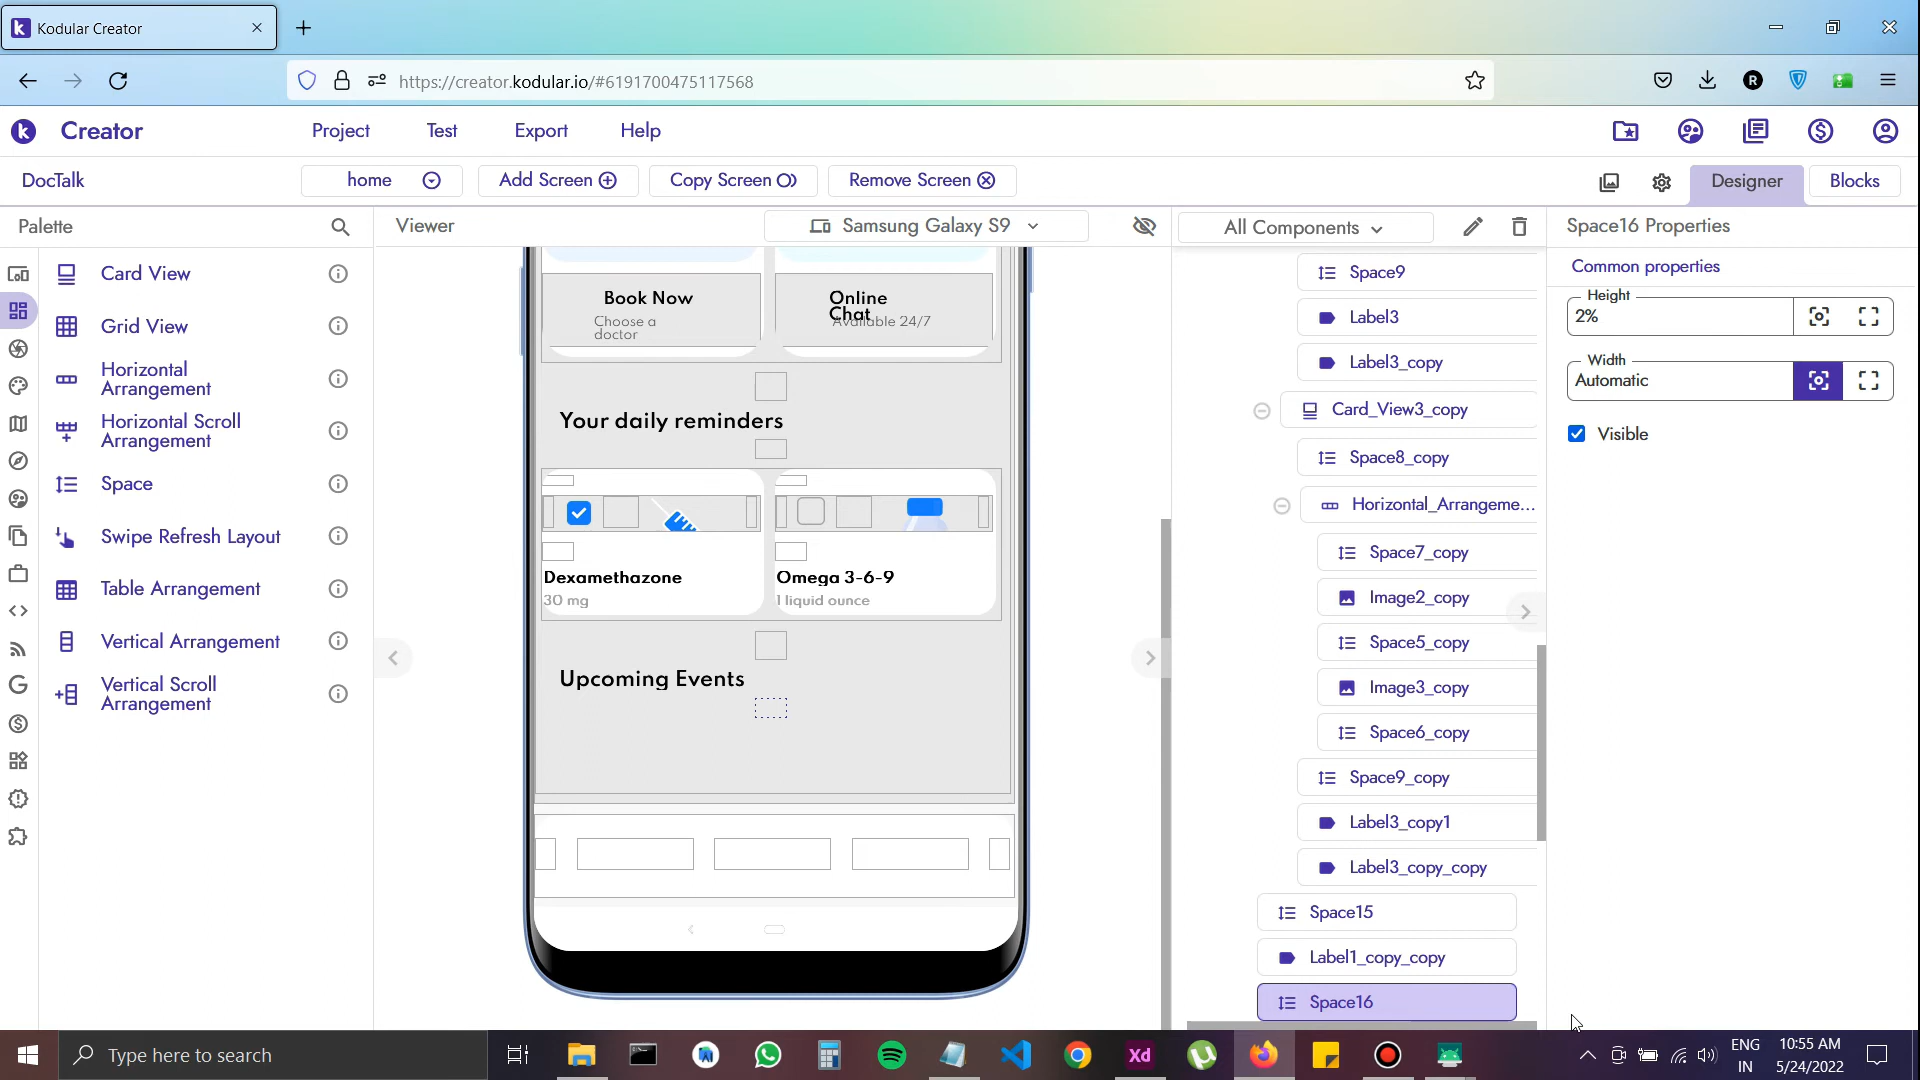 Kodular Creator
https://creator.kodular.io/#6191700475117568
R
Creator
Project
Test
Export
Help
DocTalk
home
Add Screen
Copy Screen
Remove Screen
Designer
Blocks
Palette
Viewer
Samsung Galaxy S9
All Components
Space16 Properties
Card View
Grid View
Horizontal
Arrangement
Horizontal Scroll
Arrangement
Space
Swipe Refresh Layout
Table Arrangement
Vertical Arrangement
Vertical Scroll
Arrangement
Book Now
Choose a
doctor
Online
Chat
Available 24/7
Your daily reminders
Dexamethazone
30 mg
Omega 3-6-9
1 liquid ounce
Upcoming Events
Space9
Label3
Label3_copy
Card_View3_copy
Space8_copy
Horizontal_Arrangeme...
Space7_copy
Image2_copy
Space5_copy
Image3_copy
Space6_copy
Space9_copy
Label3_copy1
Label3_copy_copy
Space15
Label1_copy_copy
Space16
Common properties
Height
2%
Width
Automatic
Visible
Type here to search
Xd
ENG
IN
10:55 AM
5/24/2022